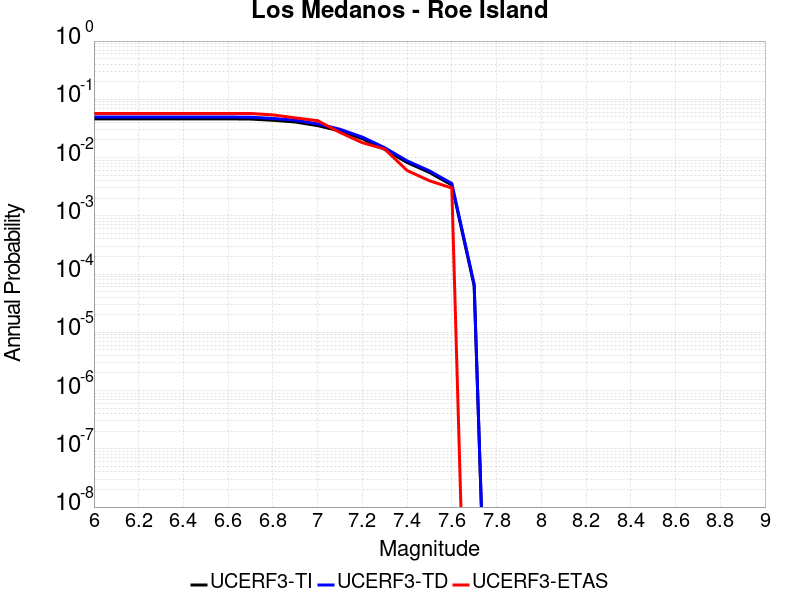 Los Medanos - Roe Island
10^0
10^-1
10^-2
10^-3
10^-4
10^-5
10^-6
10^-7
10^-8
Annual Probability
6 6.2 6.4 6.6 6.8 7 7.2 7.4 7.6 7.8 8 8.2 8.4 8.6 8.8 9
Magnitude
UCERF3-TI UCERF3-TD UCERF3-ETAS